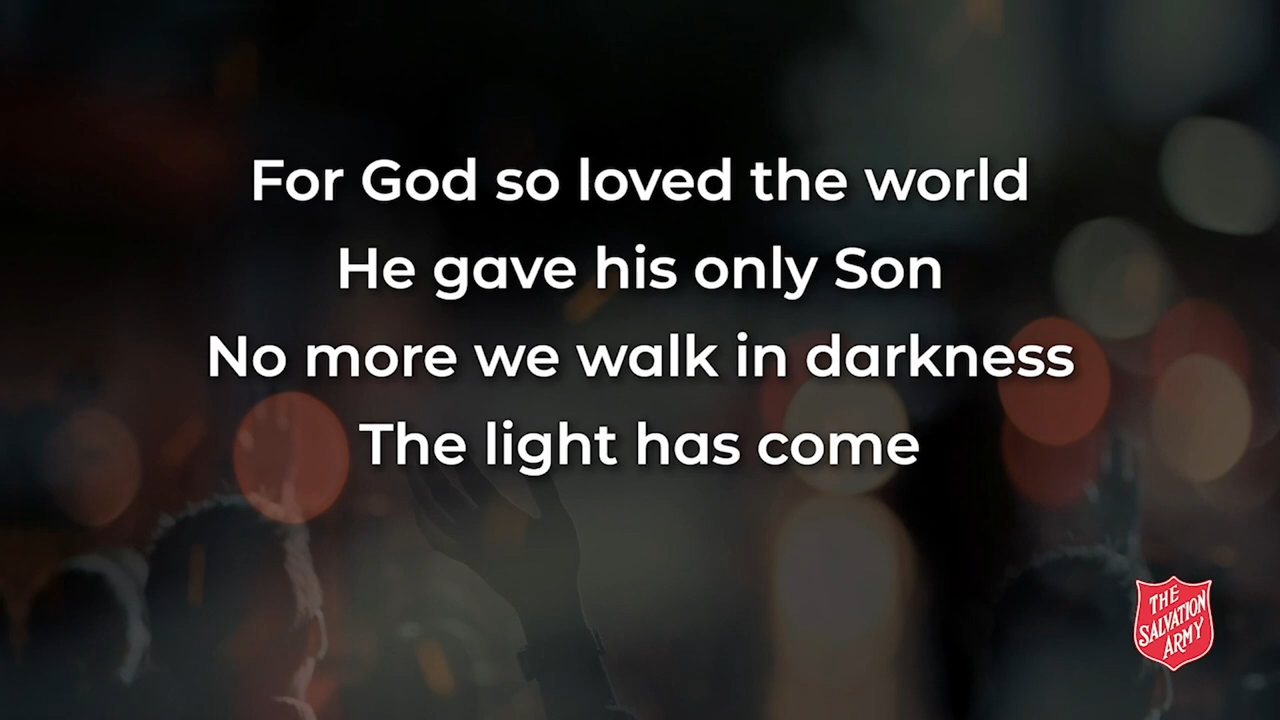 For God so loved the world
He gave his only Son
No more we walk in darkness
The light has come
THE
SALVATION
ARMY